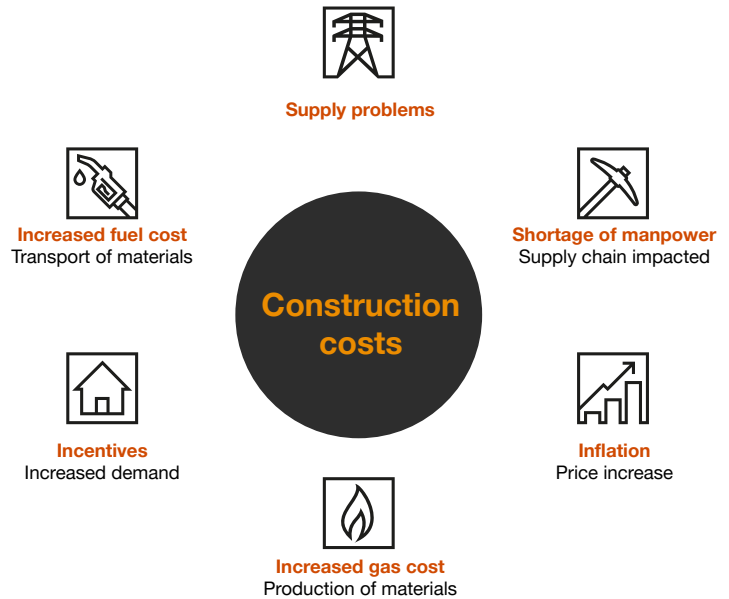 Supply problems
Increased fuel cost
Transport of materials
Shortage of manpower
Supply chain impacted
Construction
costs
Incentives
Increased demand
Inflation
Price increase
Increased gas cost
Production of materials